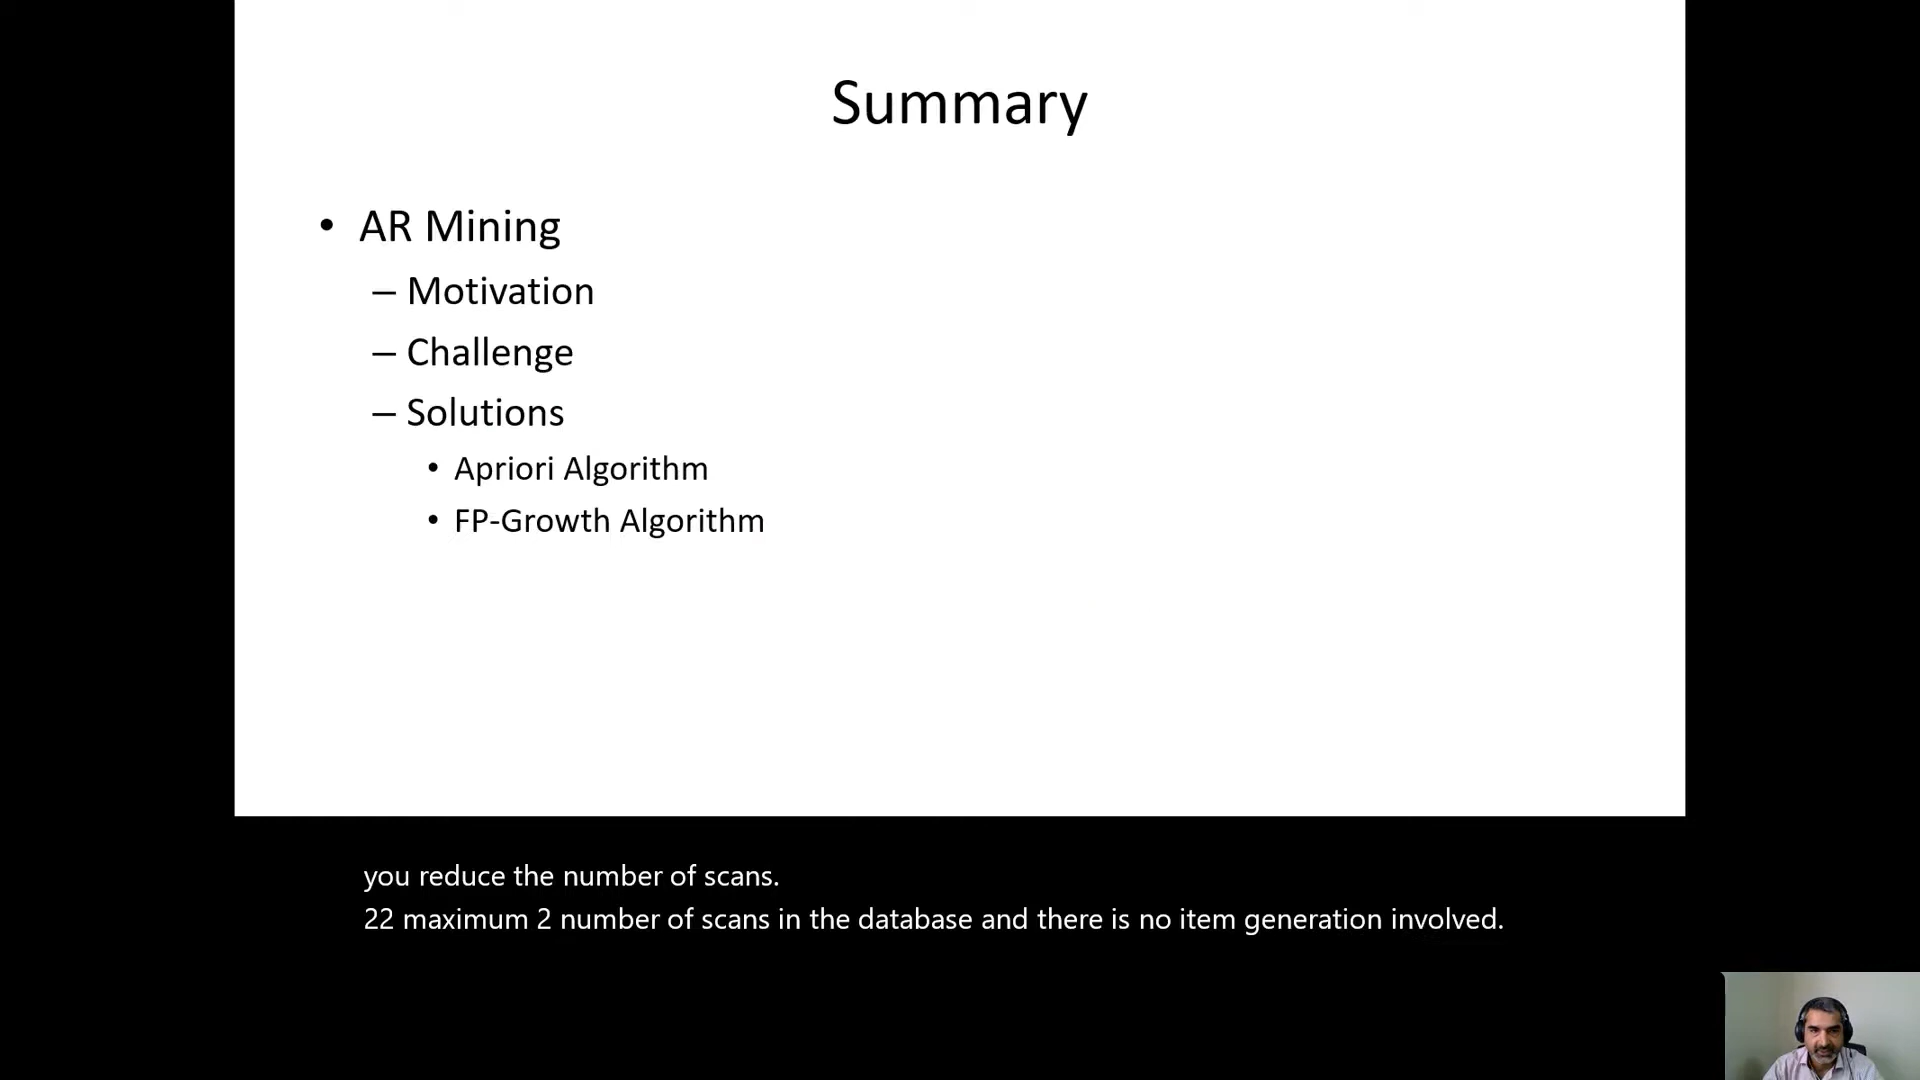 Summary
• AR Mining
– Motivation
– Challenge
– Solutions
• Apriori Algorithm
• FP-Growth Algorithm
you reduce the number of scans.
22 maximum 2 number of scans in the database and there is no item generation involved.